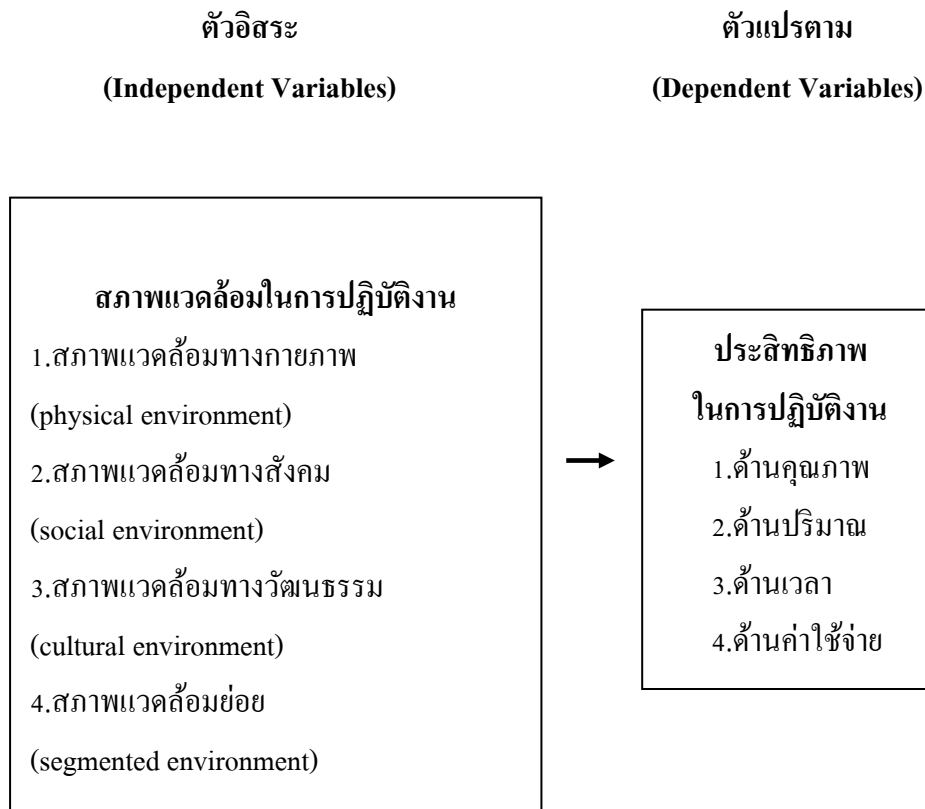 ตัวอิสระ
(Independent Variables)
ตัวแปรตาม
(Dependent Variables)
สภาพแวดล้อมในการปฏิบัติงาน
1.สภาพแวดล้อมทางกายภาพ
(physical environment)
2.สภาพแวดล้อมทางสังคม
(social environment)
3.สภาพแวดล้อมทางวัฒนธรรม
(cultural environment)
4.สภาพแวดล้อมย่อย
(segmented environment)
ประสิทธิภาพ
ในการปฏิบัติงาน
1.ด้านคุณภาพ
2.ด้านปริมาณ
3.ด้านเวลา
4.ด้านค่าใช้จ่าย